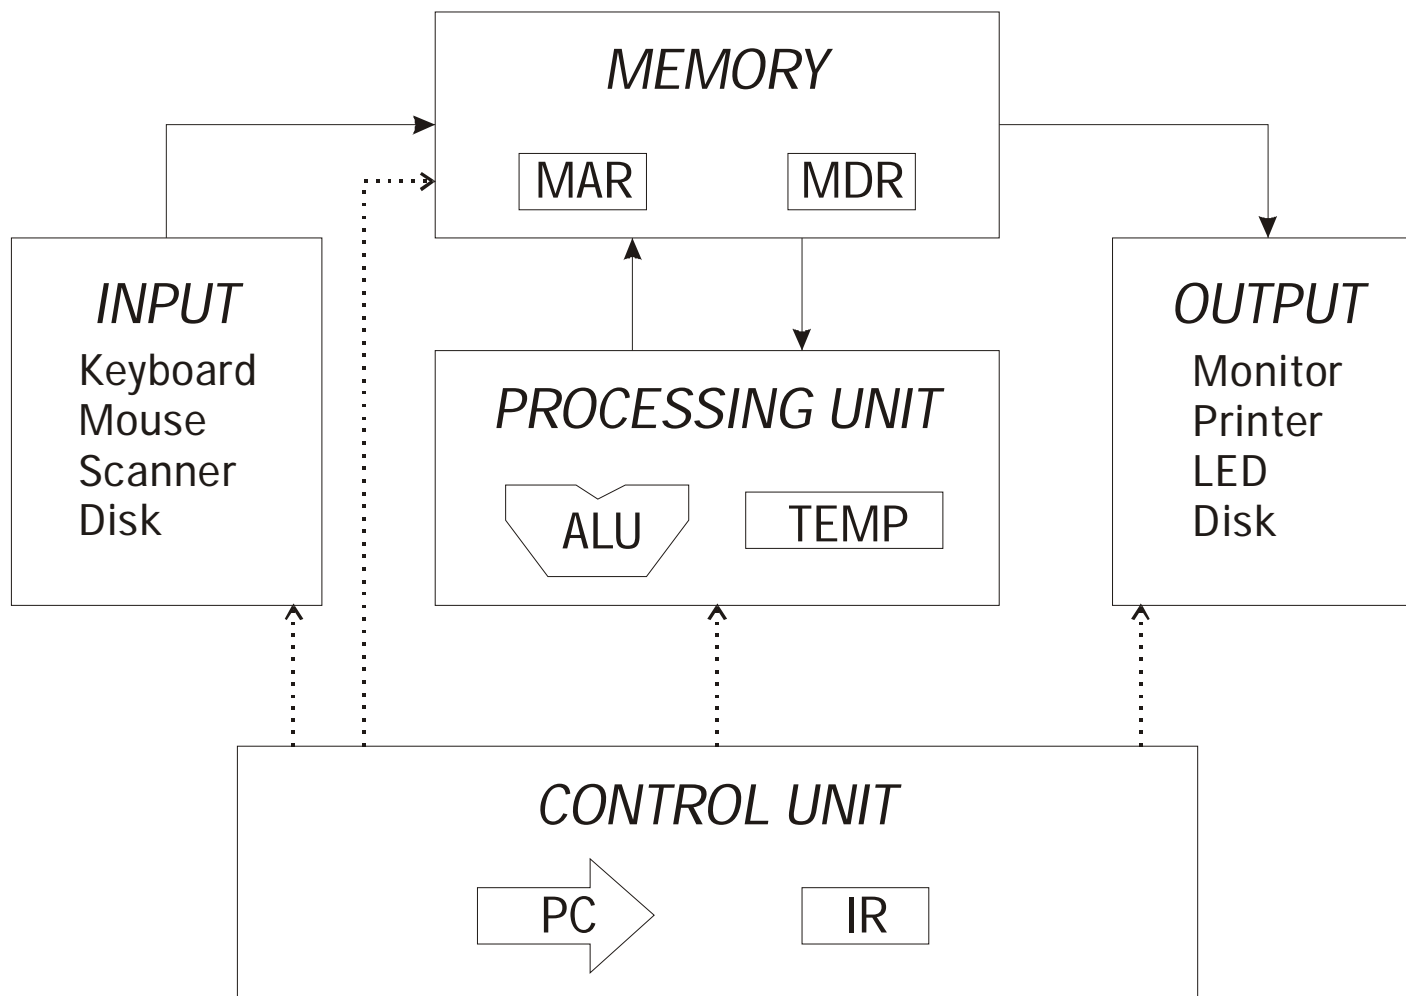 MEMORY
MAR
MDR
INPUT
Keyboard
Mouse
Scanner
Disk
PROCESSING UNIT
ALU
TEMP
OUTPUT
Monitor
Printer
LED
Disk
CONTROL UNIT
PC
IR